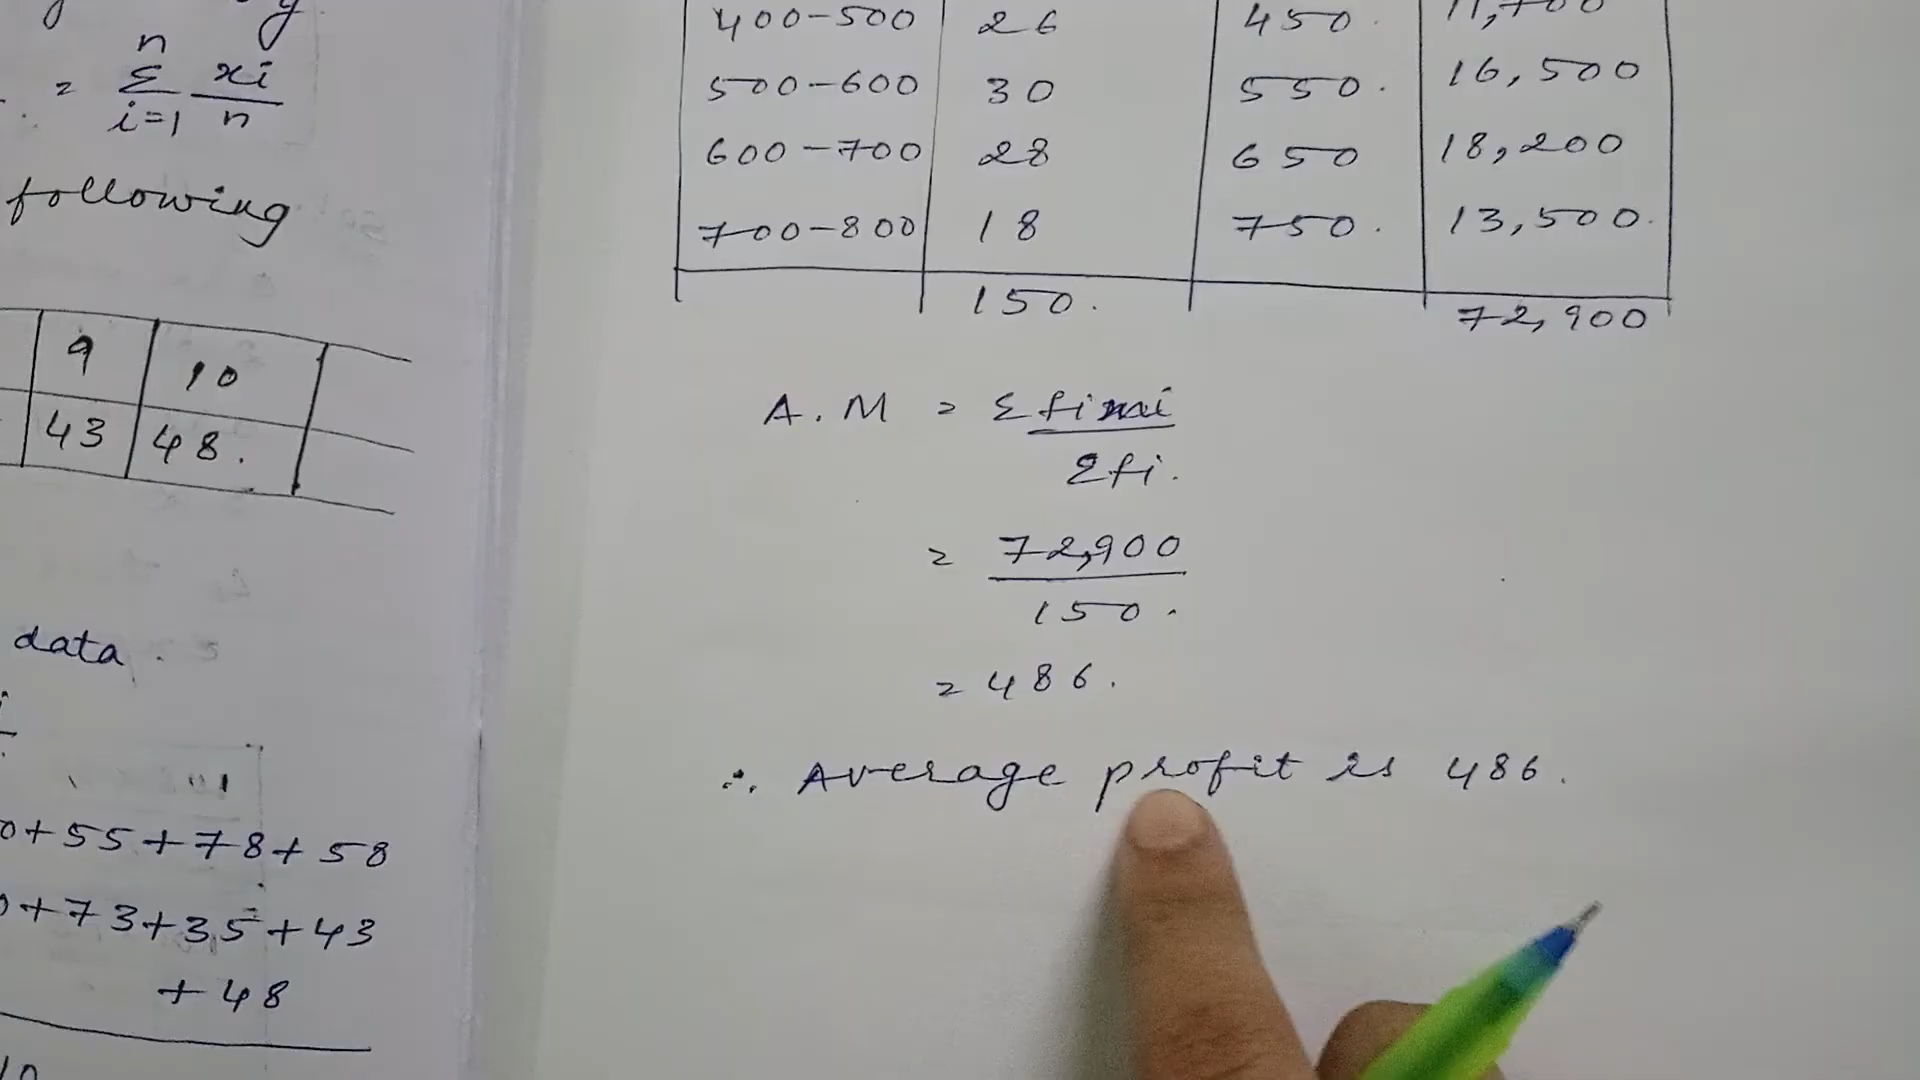 n
= Σ xi
i=1 n
following
9 10
43 48.
data.
0+55+78+58
+73+35+43
+48
400-500 26 450. 11,700
500-600 30 550. 16,500
600-700 28 650 18,200
700-800 18 750. 13,500.
150. 72,900
A.M = Σfixi
Σfi.
= 72,900
150.
= 486.
∴ Average profit is 486.